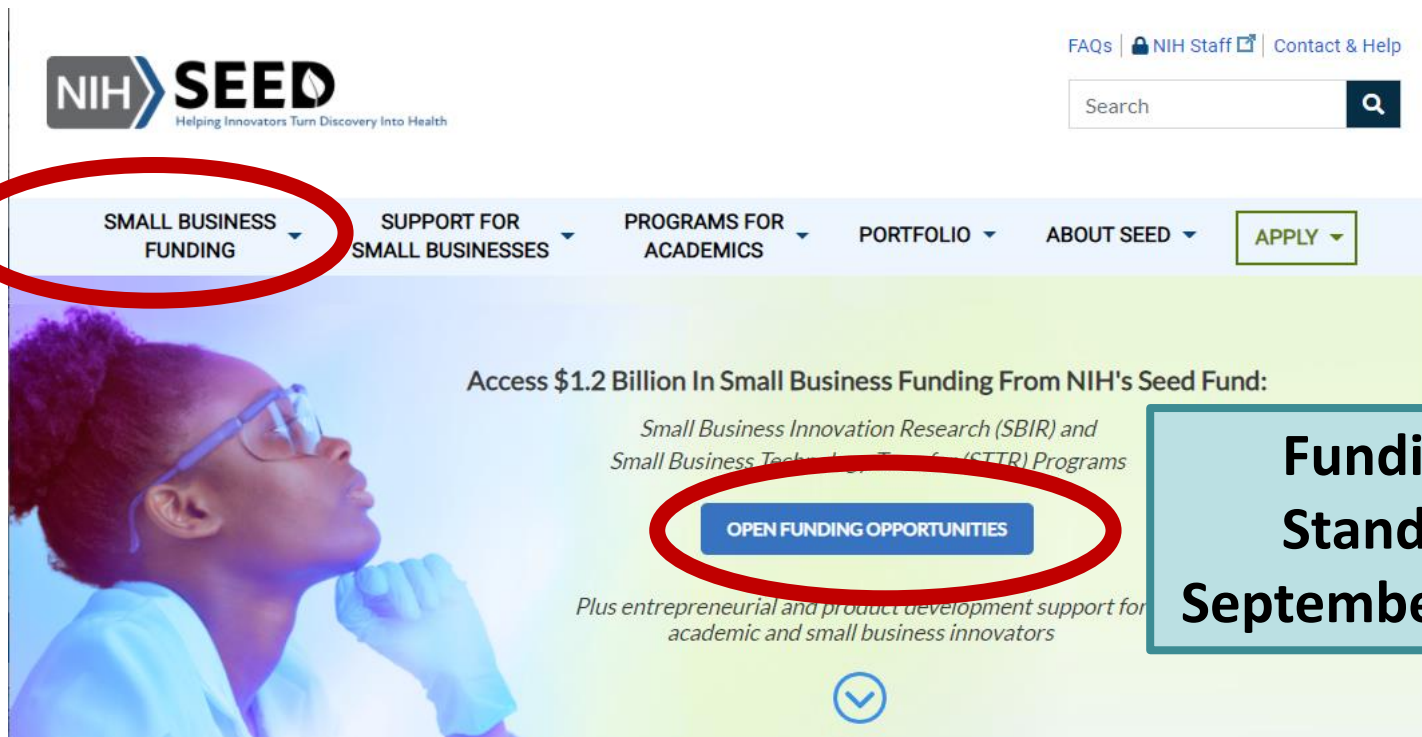 FAQs | NIH Staff | Contact & Help
NIH SEED
Helping Innovators Turn Discovery Into Health
Search
SMALL BUSINESS FUNDING
SUPPORT FOR SMALL BUSINESSES
PROGRAMS FOR ACADEMICS
PORTFOLIO
ABOUT SEED
APPLY
Access $1.2 Billion In Small Business Funding From NIH's Seed Fund:
Small Business Innovation Research (SBIR) and
Small Business Technology Transfer (STTR) Programs
OPEN FUNDING OPPORTUNITIES
Plus entrepreneurial and product development support for
academic and small business innovators